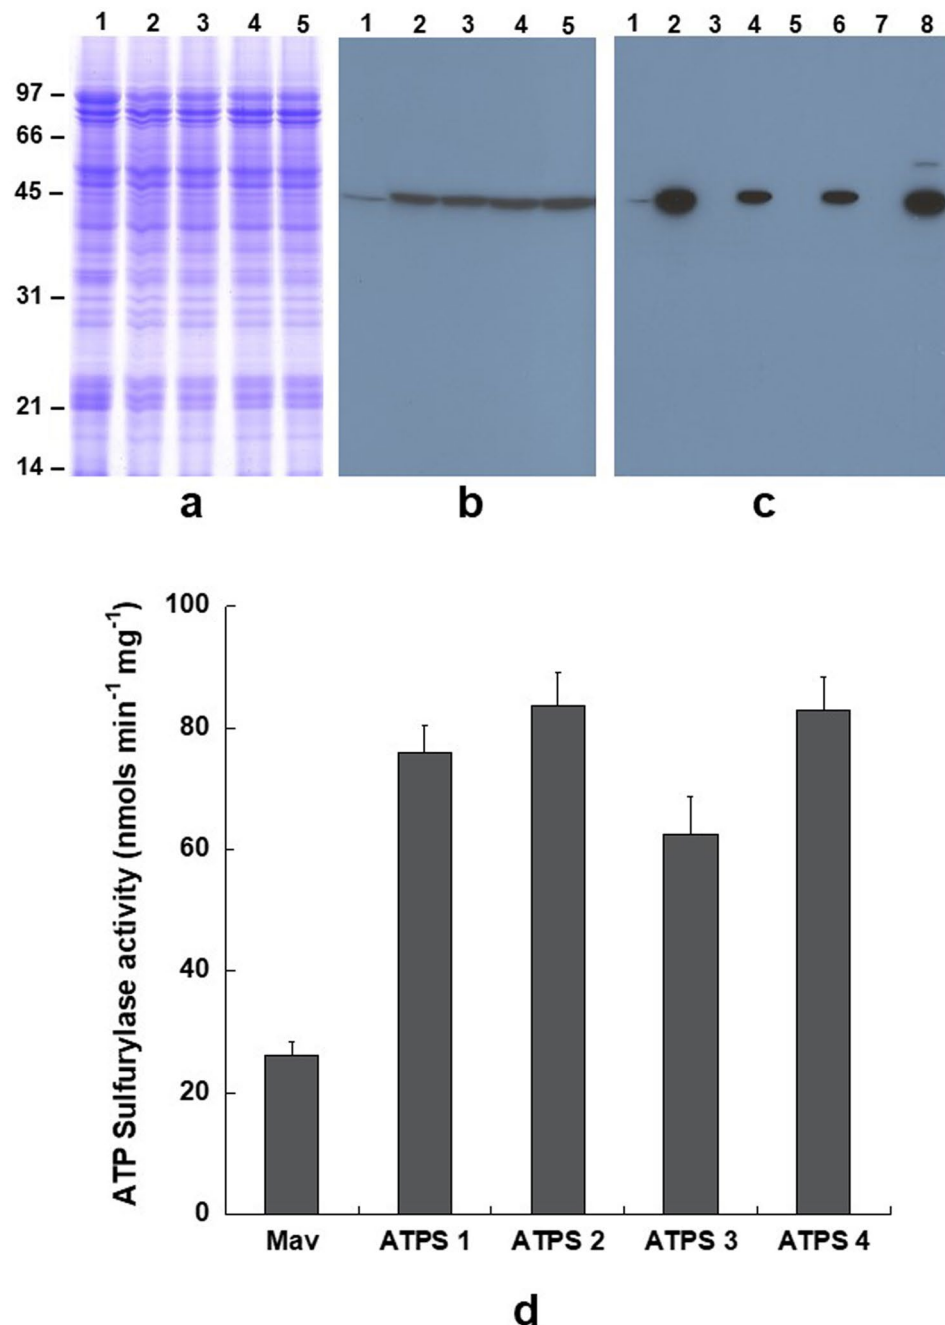 1 2 3 4 5
1 2 3 4 5
1 2 3 4 5 6 7 8
97 –
66 –
45 –
31 –
21 –
14 –
a
b
c
ATP Sulfurylase activity (nmols min⁻¹ mg⁻¹)
100
80
60
40
20
0
Mav ATPS 1 ATPS 2 ATPS 3 ATPS 4
d